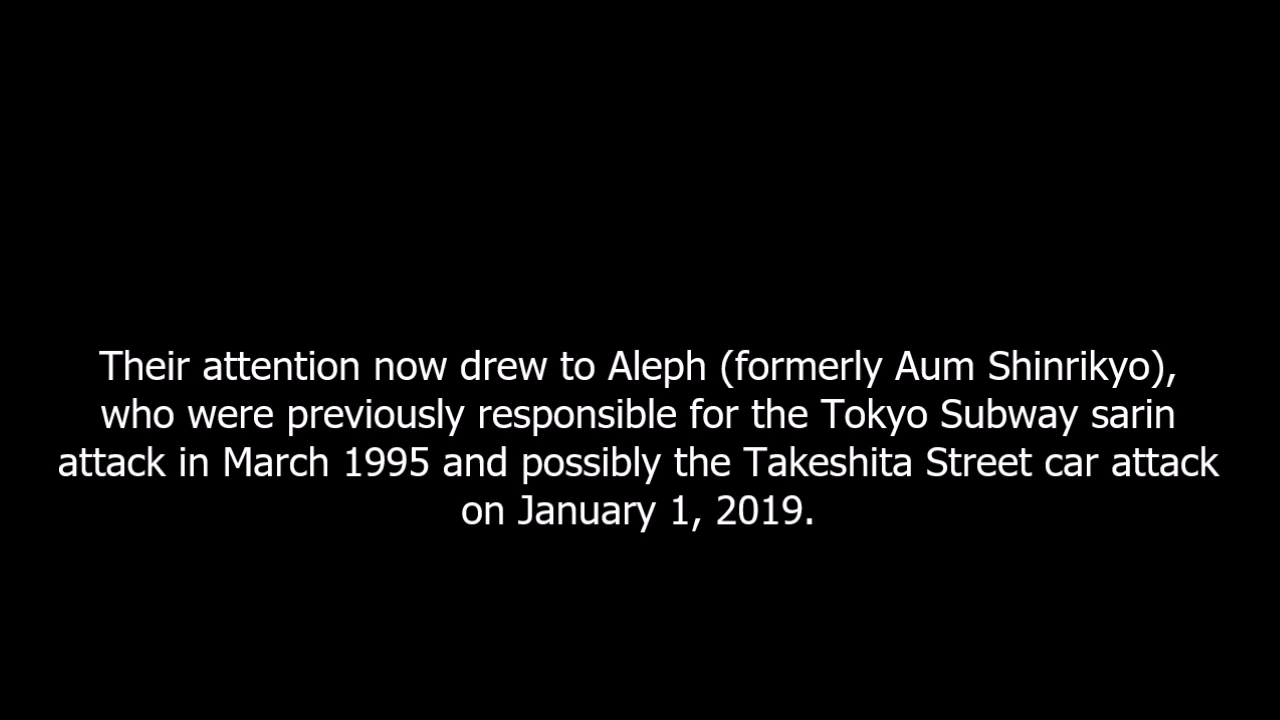 Their attention now drew to Aleph (formerly Aum Shinrikyo),
who were previously responsible for the Tokyo Subway sarin
attack in March 1995 and possibly the Takeshita Street car attack
on January 1, 2019.